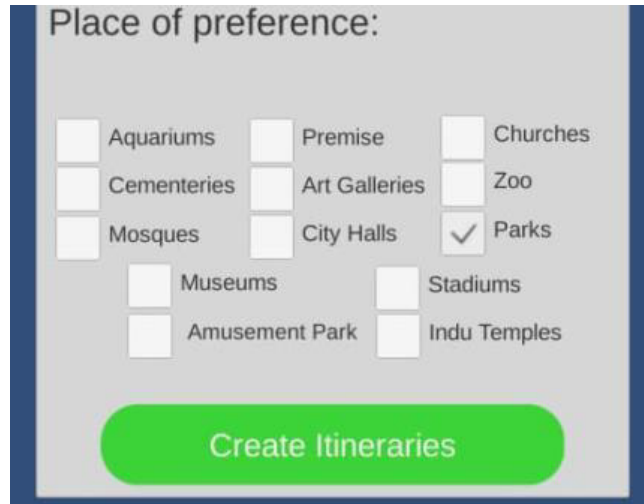 Place of preference:
Aquariums Premise Churches
Cementeries Art Galleries Zoo
Mosques City Halls Parks
Museums Stadiums
Amusement Park Indu Temples
Create Itineraries